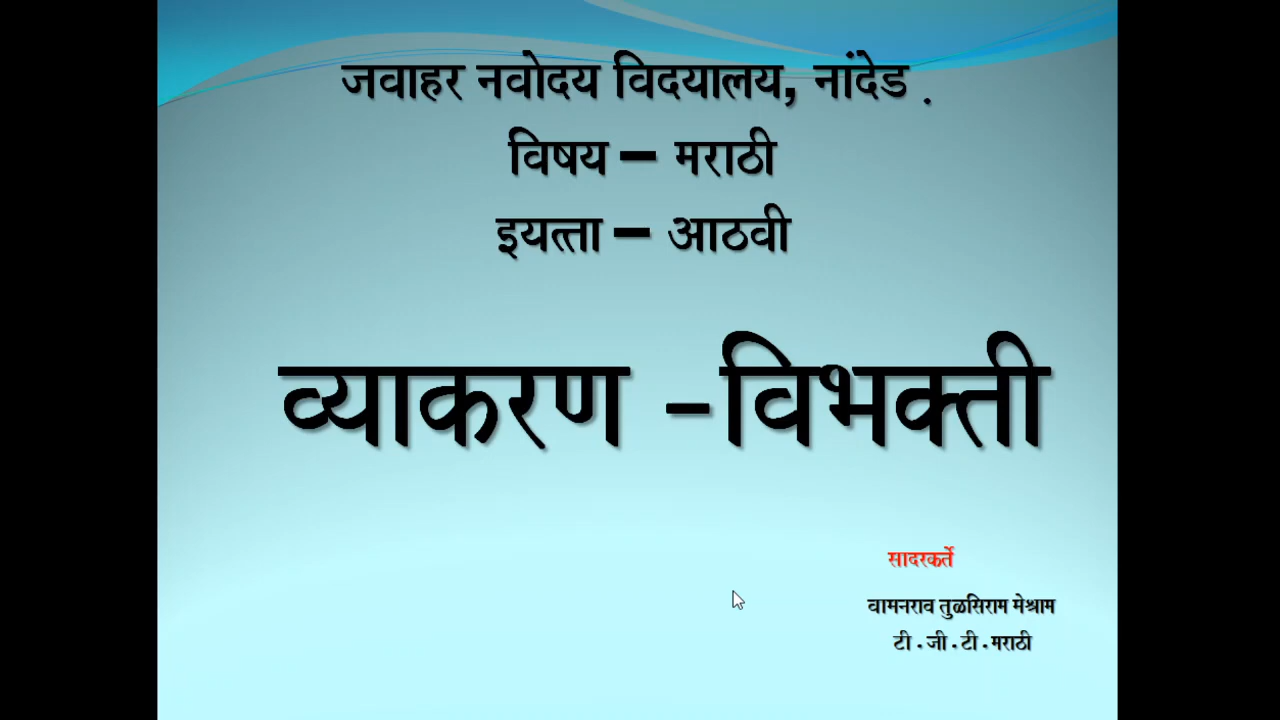 जवाहर नवोदय विदयालय, नांदेड .
विषय – मराठी
इयत्ता – आठवी
व्याकरण -विभक्ती
सादरकर्ते
वामनराव तुळसिराम मेश्राम
टी . जी . टी . मराठी